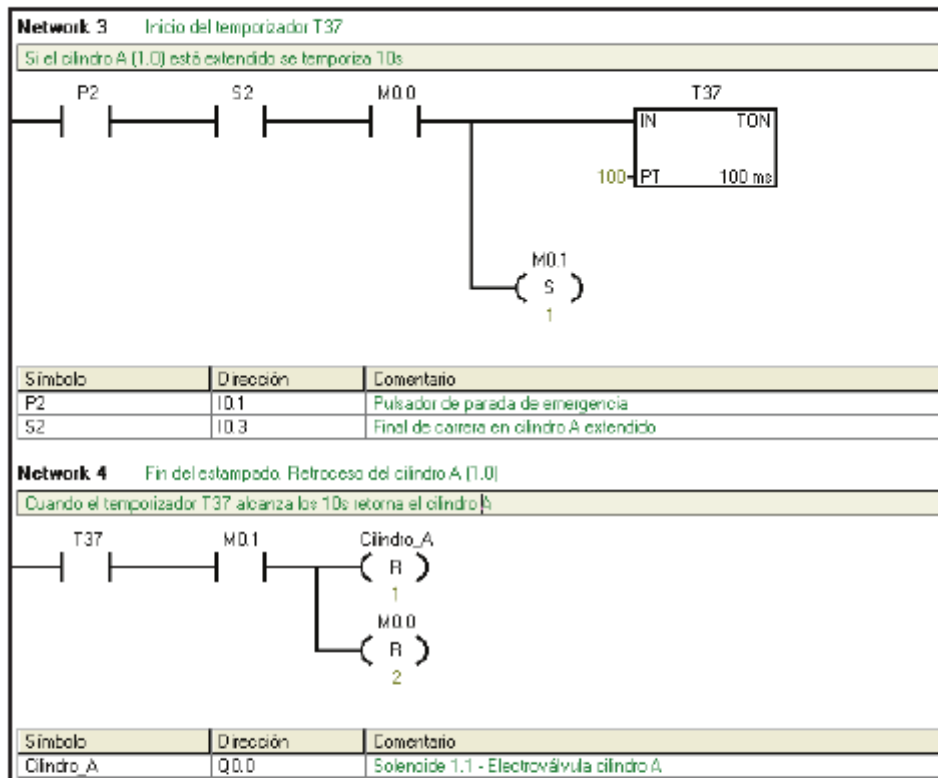 Network 3 Inicio del temporizador T37
Si el cilindro A (1.0) está extendido se temporiza 10s
P2 S2 M0.0 T37
IN TON
100 PT 100 ms
M0.1
S
1
Símbolo Dirección Comentario
P2 I0.1 Pulsador de parada de emergencia
S2 I0.3 Final de carrera en cilindro A extendido
Network 4 Fin del estampado. Retroceso del cilindro A (1.0)
Cuando el temporizador T37 alcanza los 10s retorna el cilindro A
T37 M0.1 Cilindro_A
R
1
M0.0
R
2
Símbolo Dirección Comentario
Cilindro_A Q0.0 Solenoide 1.1 - Electroválvula cilindro A